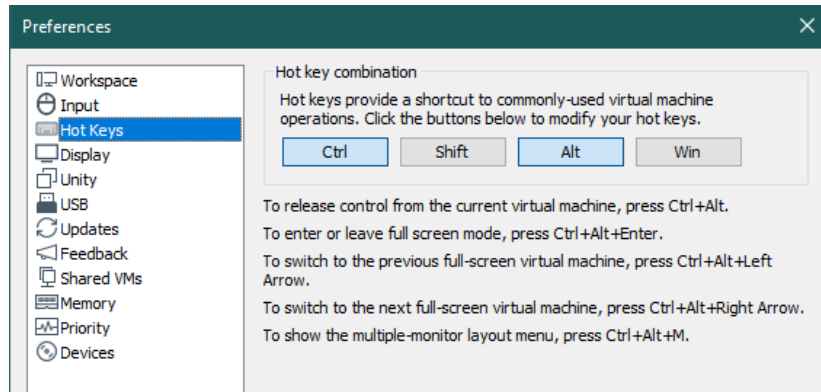 Preferences
Workspace
Input
Hot Keys
Display
Unity
USB
Updates
Feedback
Shared VMs
Memory
Priority
Devices
Hot key combination
Hot keys provide a shortcut to commonly-used virtual machine
operations. Click the buttons below to modify your hot keys.
Ctrl Shift Alt Win
To release control from the current virtual machine, press Ctrl+Alt.
To enter or leave full screen mode, press Ctrl+Alt+Enter.
To switch to the previous full-screen virtual machine, press Ctrl+Alt+Left
Arrow.
To switch to the next full-screen virtual machine, press Ctrl+Alt+Right Arrow.
To show the multiple-monitor layout menu, press Ctrl+Alt+M.